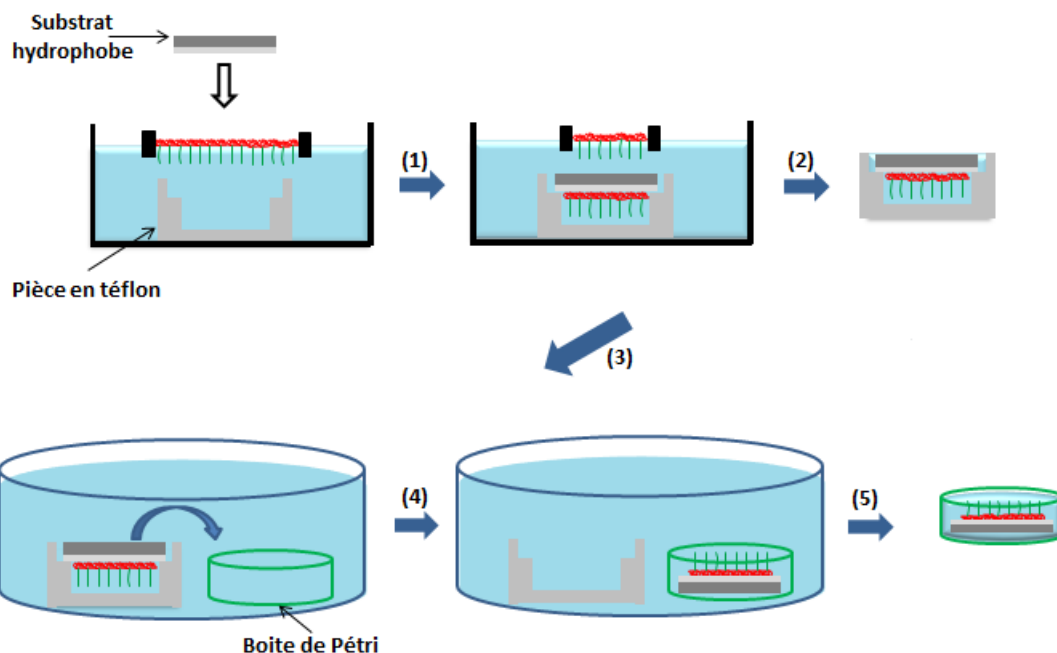 Substrat
hydrophobe
(1)
(2)
Pièce en téflon
(3)
(4)
(5)
Boite de Pétri